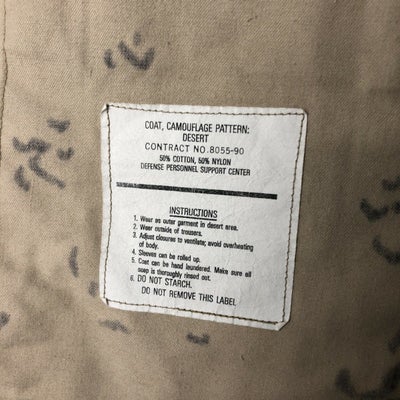 COAT, CAMOUFLAGE PATTERN:
DESERT
CONTRACT NO. 8055-90
50% COTTON, 50% NYLON
DEFENSE PERSONNEL SUPPORT CENTER
INSTRUCTIONS
1. Wear as outer garment in desert area.
2. Wear outside of trousers.
3. Adjust closures to ventilate; avoid overheating
of body.
4. Sleeves can be rolled up.
5. Coat can be hand laundered. Make sure all
soap is thoroughly rinsed out.
6. DO NOT STARCH.
DO NOT REMOVE THIS LABEL